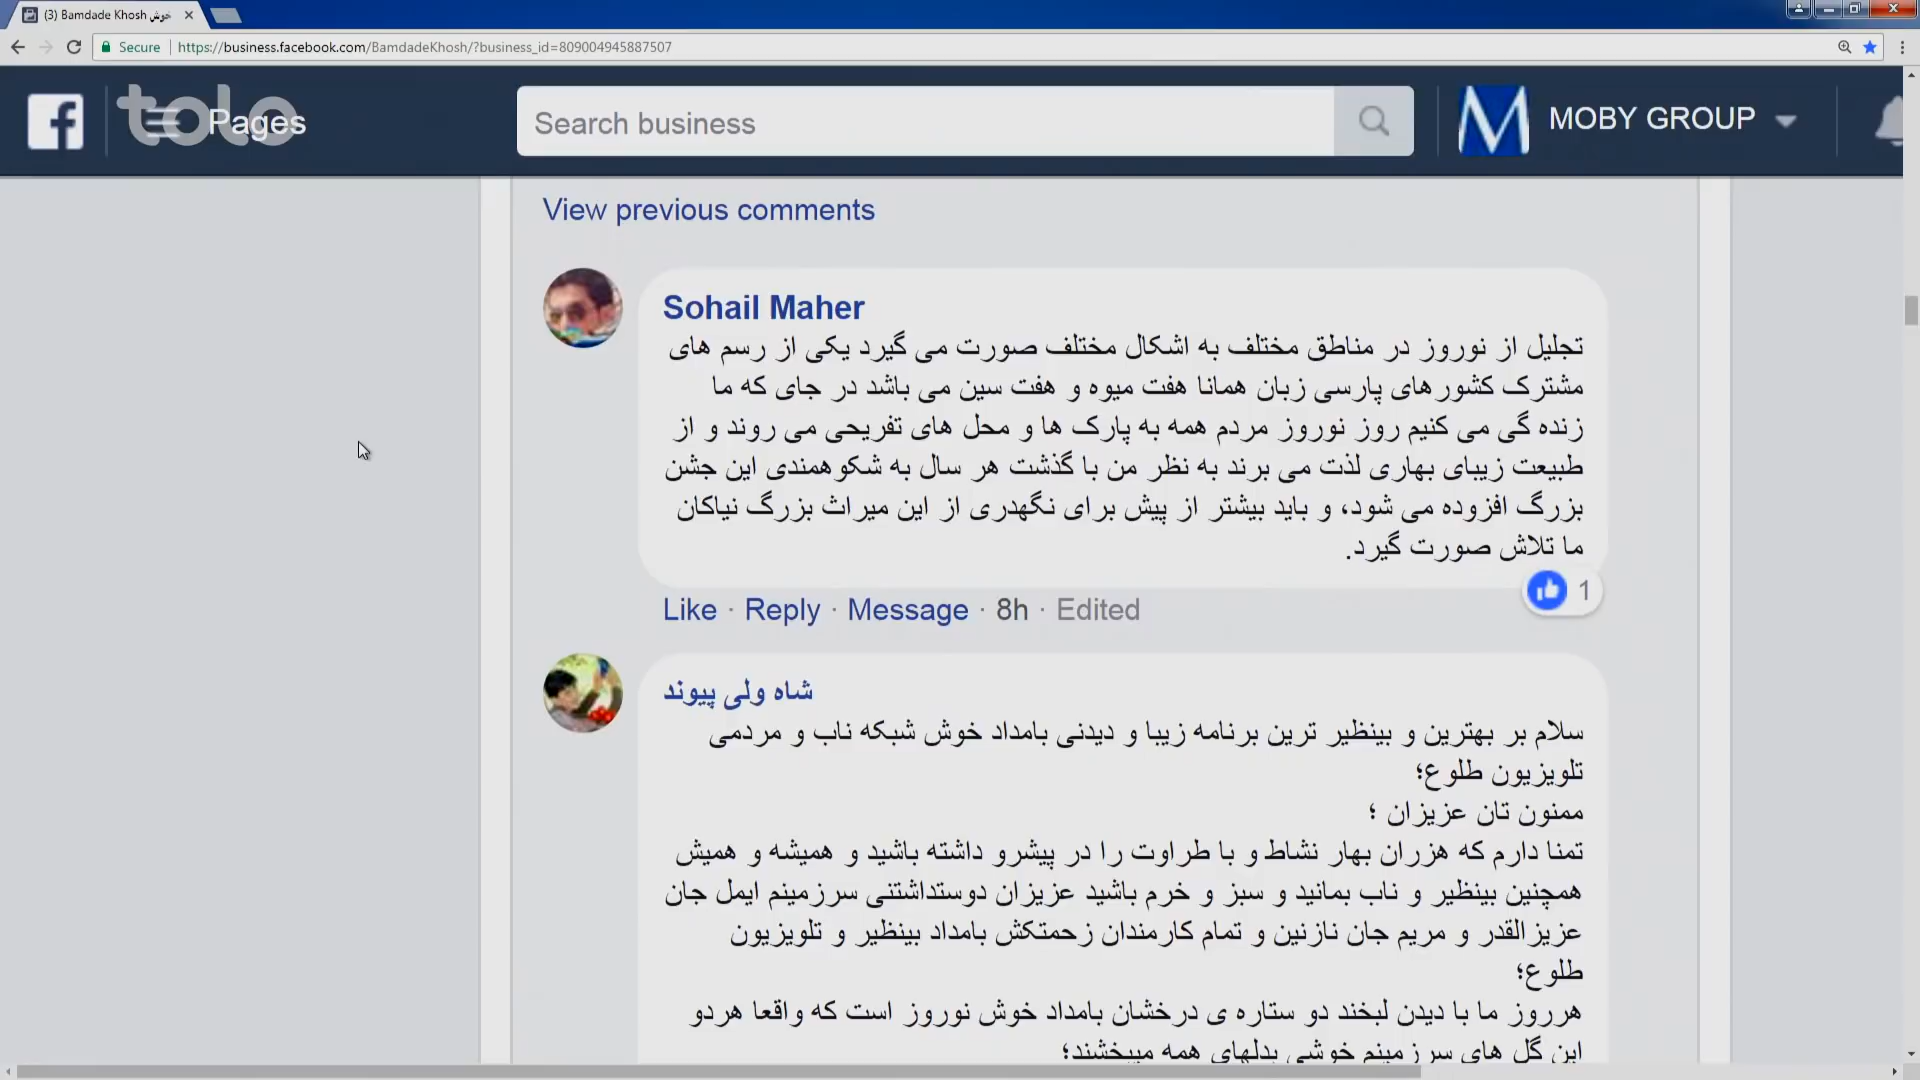 (3) Bamdade Khosh خوش
Secure
https://business.facebook.com/BamdadeKhosh/?business_id=809004945887507
tolo
Pages
Search business
MOBY GROUP
View previous comments
Sohail Maher
تجلیل از نوروز در مناطق مختلف به اشکال مختلف صورت می گیرد یکی از رسم های
مشترک کشورهای پارسی زبان همانا هفت میوه و هفت سین می باشد در جای که ما
زنده گی می کنیم روز نوروز مردم همه به پارک ها و محل های تفریحی می روند و از
طبیعت زیبای بهاری لذت می برند به نظر من با گذشت هر سال به شکوهمندی این جشن
بزرگ افزوده می شود، و باید بیشتر از پیش برای نگهدری از این میراث بزرگ نیاکان
ما تلاش صورت گیرد.
1
Like · Reply · Message · 8h · Edited
شاه ولی پیوند
سلام بر بهترین و بینظیر ترین برنامه زیبا و دیدنی بامداد خوش شبکه ناب و مردمی
تلویزیون طلوع؛
ممنون تان عزیزان ؛
تمنا دارم که هزران بهار نشاط و با طراوت را در پیشرو داشته باشید و همیشه و همیش
همچنین بینظیر و ناب بمانید و سبز و خرم باشید عزیزان دوستداشتنی سرزمینم ایمل جان
عزیزالقدر و مریم جان نازنین و تمام کارمندان زحمتکش بامداد بینظیر و تلویزیون
طلوع؛
هرروز ما با دیدن لبخند دو ستاره ی درخشان بامداد خوش نوروز است که واقعا هردو
این گل های سرزمینم خوشی بدلهای همه میبخشند؛